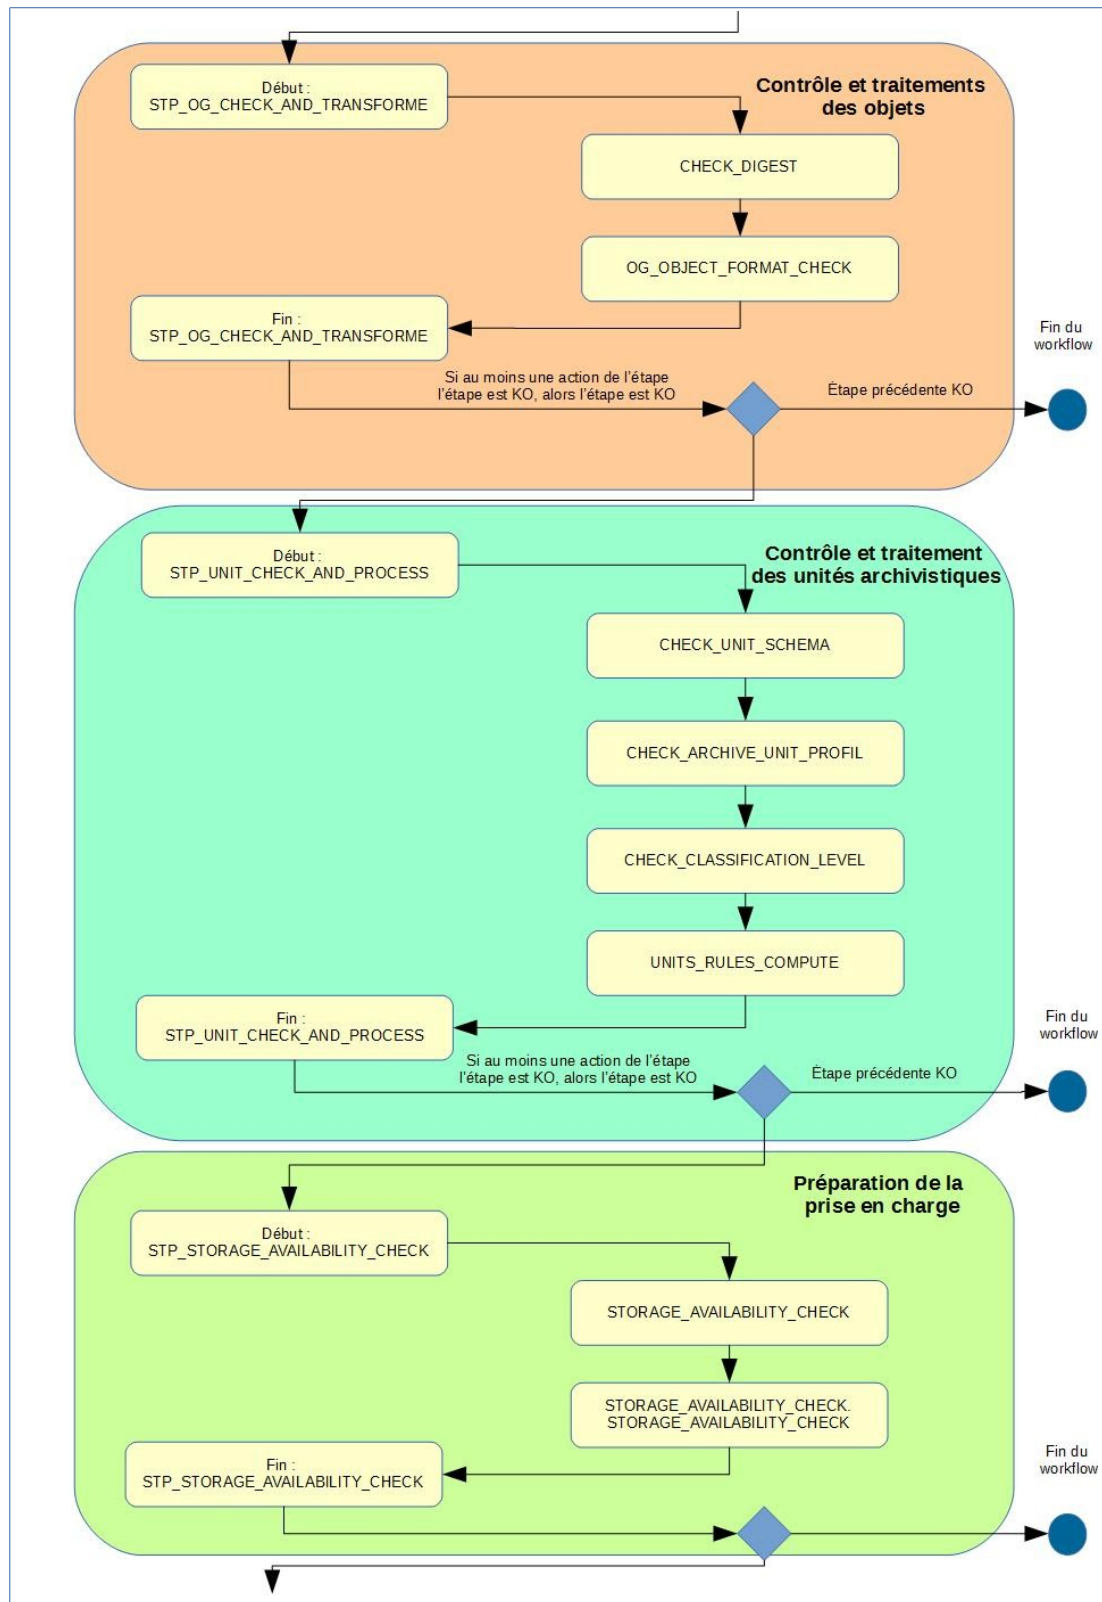 Début :
STP_OG_CHECK_AND_TRANSFORME
Contrôle et traitements
des objets
CHECK_DIGEST
OG_OBJECT_FORMAT_CHECK
Fin :
STP_OG_CHECK_AND_TRANSFORME
Fin du
workflow
Si au moins une action de l'étape
l'étape est KO, alors l'étape est KO
Étape précédente KO
Début :
STP_UNIT_CHECK_AND_PROCESS
Contrôle et traitement
des unités archivistiques
CHECK_UNIT_SCHEMA
CHECK_ARCHIVE_UNIT_PROFIL
CHECK_CLASSIFICATION_LEVEL
UNITS_RULES_COMPUTE
Fin :
STP_UNIT_CHECK_AND_PROCESS
Fin du
workflow
Si au moins une action de l'étape
l'étape est KO, alors l'étape est KO
Étape précédente KO
Préparation de la
prise en charge
Début :
STP_STORAGE_AVAILABILITY_CHECK
STORAGE_AVAILABILITY_CHECK
STORAGE_AVAILABILITY_CHECK.
STORAGE_AVAILABILITY_CHECK
Fin :
STP_STORAGE_AVAILABILITY_CHECK
Fin du
workflow